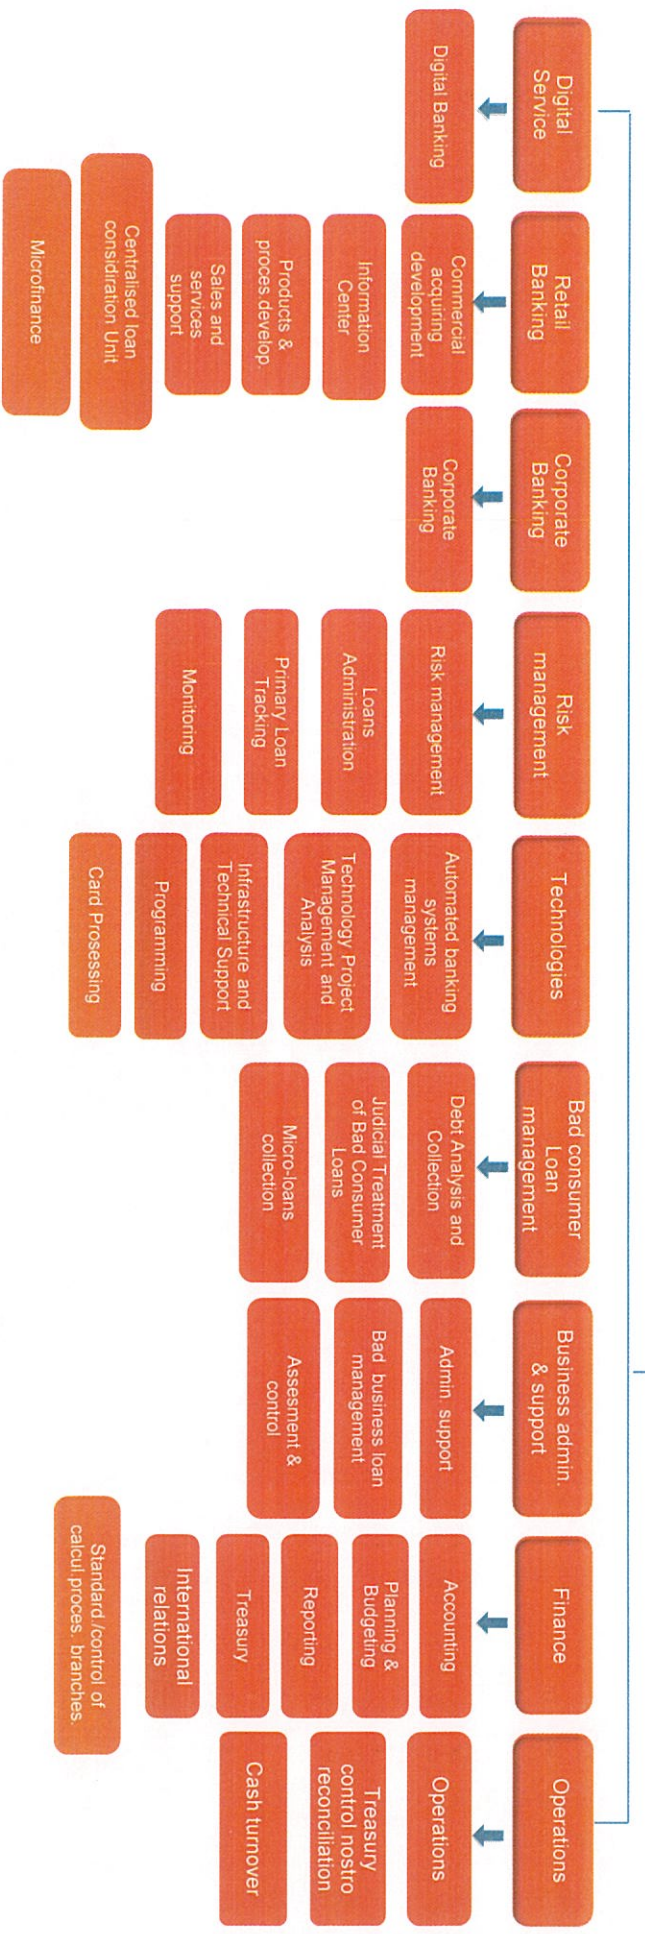 Digital
Service
Digital Banking
Retail
Banking
Commercial
acquiring
development
Information
Center
Products &
proces.develop.
Sales and
services
support
Centralised loan
considiration Unit
Microfinance
Corporate
Banking
Corporate
Banking
Risk
management
Risk management
Loans
Administration
Primary Loan
Tracking
Monitoring
Technologies
Automated banking
systems
management
Technology Project
Management and
Analysis
Infrastructure and
Technical Support
Programming
Card Prosessing
Bad consumer
Loan
management
Debt Analysis and
Collection
Judicial Treatment
of Bad Consumer
Loans
Micro-loans
collection
Business admin.
& support
Admin. support
Bad business loan
management
Assesment &
control
Finance
Accounting
Planning &
Budgeting
Reporting
Treasury
International
relations
Standard./control of
calcul.proces. branches.
Operations
Operations
Treasury
control nostro
reconciliation
Cash turnover